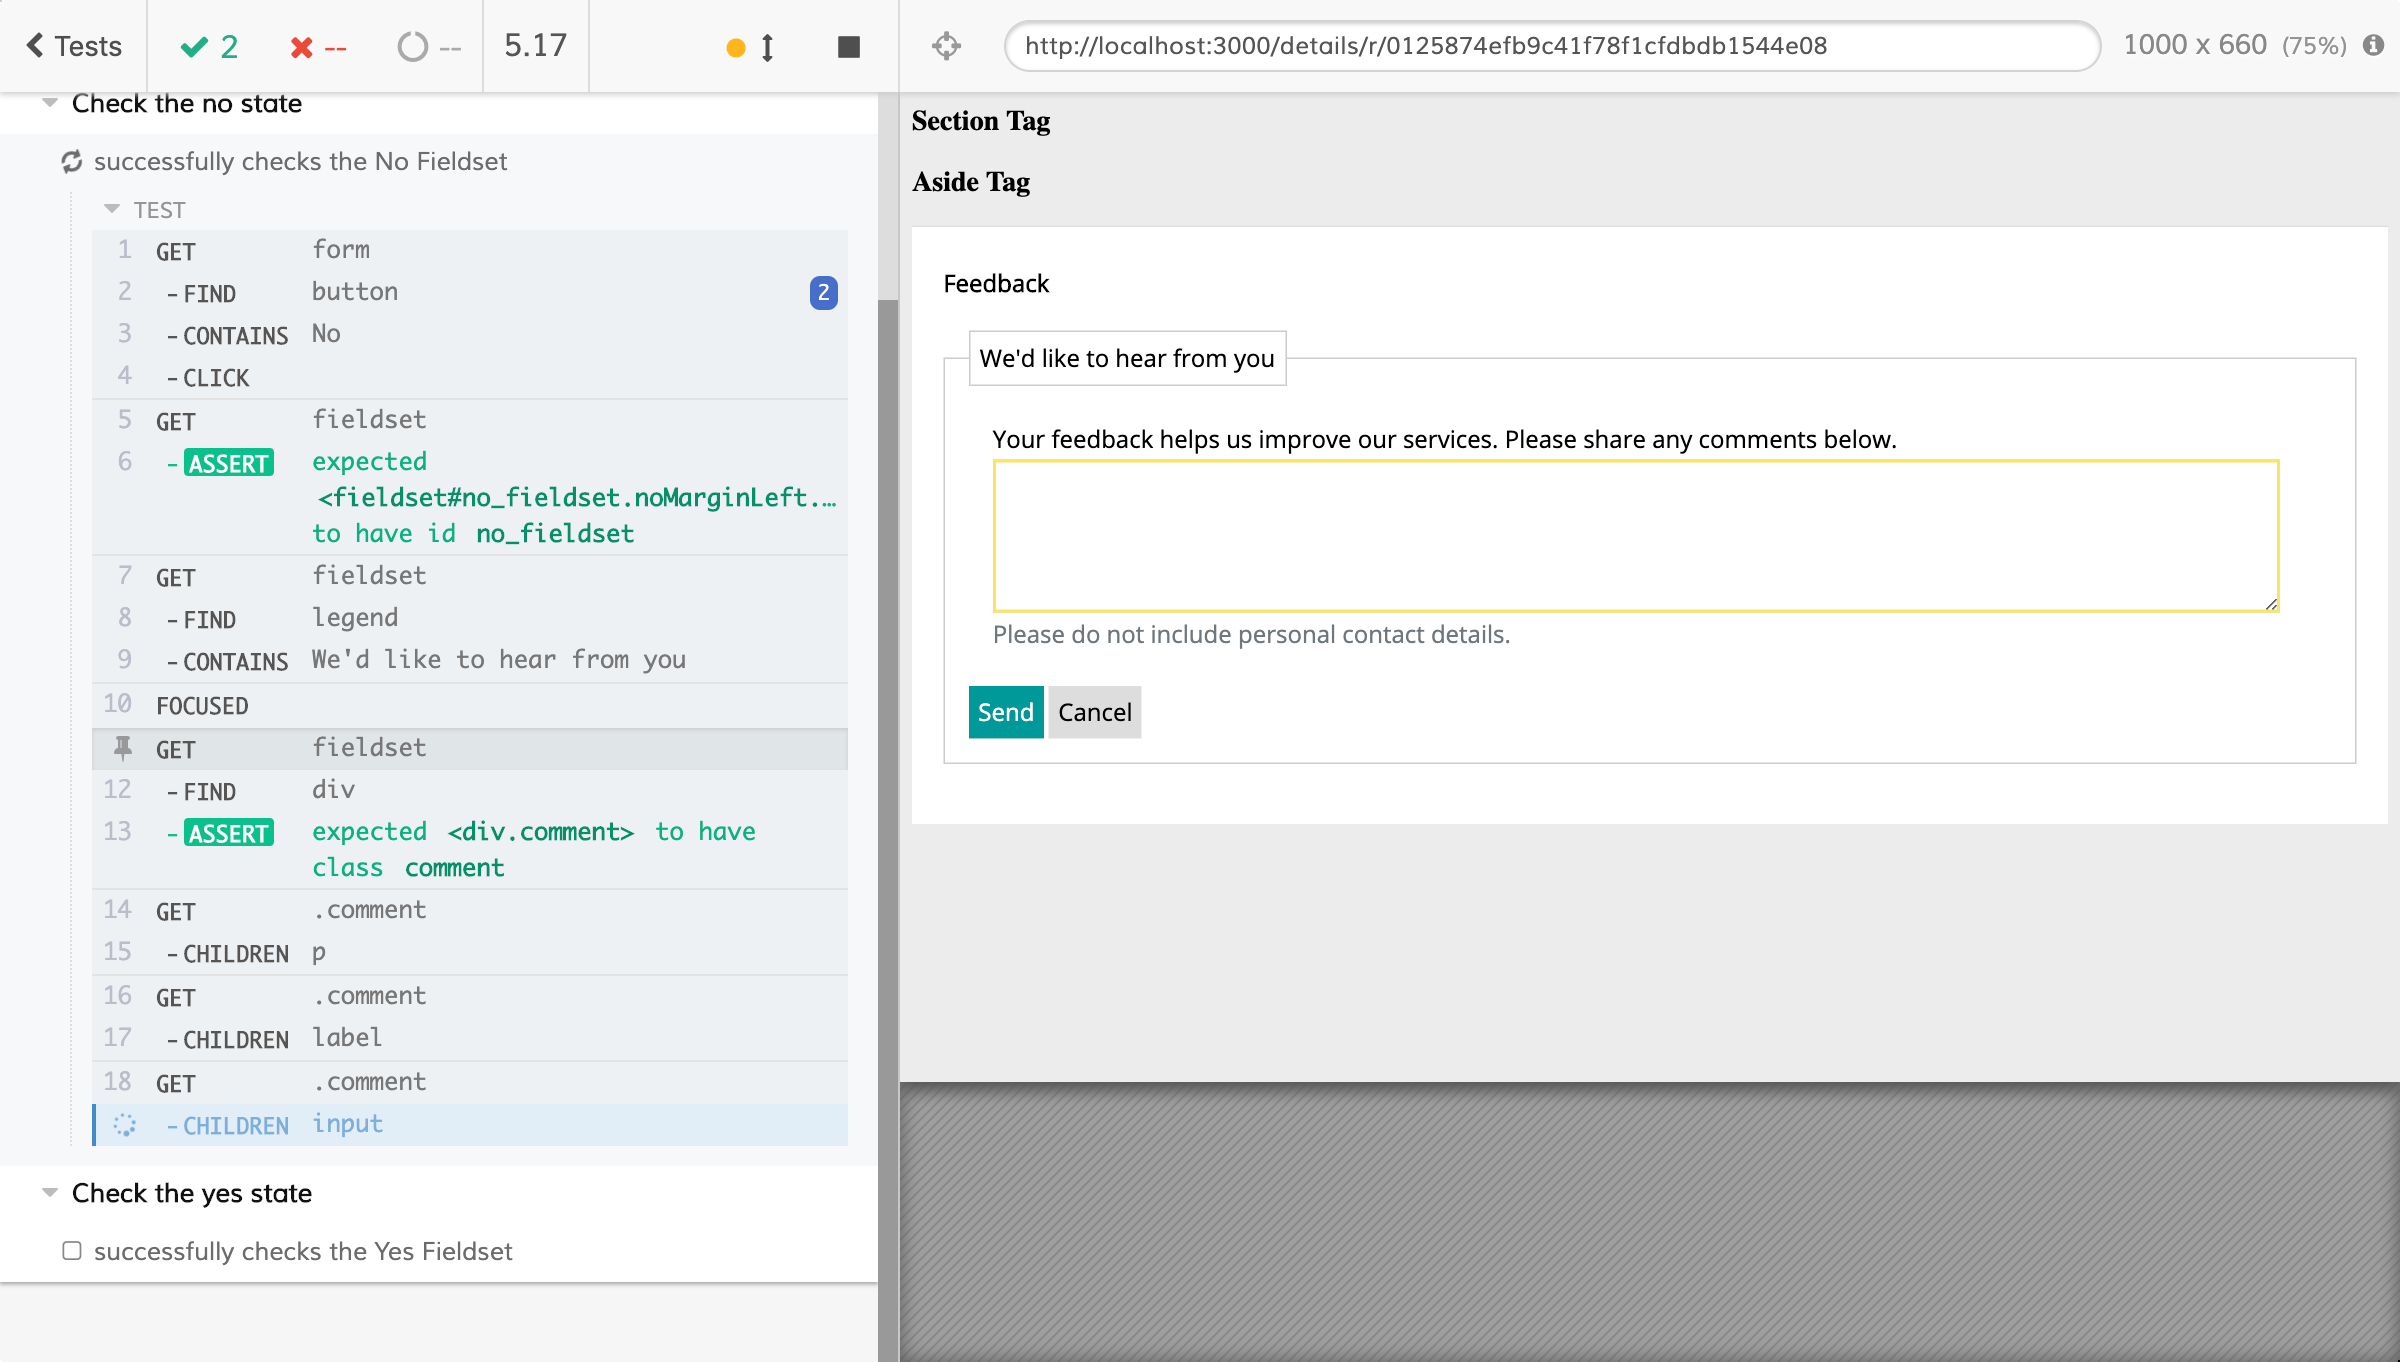 Tests
2
--
--
5.17
http://localhost:3000/details/r/0125874efb9c41f78f1cfdbdb1544e08
1000 x 660 (75%)
Check the no state
successfully checks the No Fieldset
TEST
1 GET form
2 -FIND button 2
3 -CONTAINS No
4 -CLICK
5 GET fieldset
6 -ASSERT expected
<fieldset#no_fieldset.noMarginLeft.…
to have id no_fieldset
7 GET fieldset
8 -FIND legend
9 -CONTAINS We'd like to hear from you
10 FOCUSED
GET fieldset
12 -FIND div
13 -ASSERT expected <div.comment> to have
class comment
14 GET .comment
15 -CHILDREN p
16 GET .comment
17 -CHILDREN label
18 GET .comment
-CHILDREN input
Check the yes state
successfully checks the Yes Fieldset
Section Tag
Aside Tag
Feedback
We'd like to hear from you
Your feedback helps us improve our services. Please share any comments below.
Please do not include personal contact details.
Send Cancel